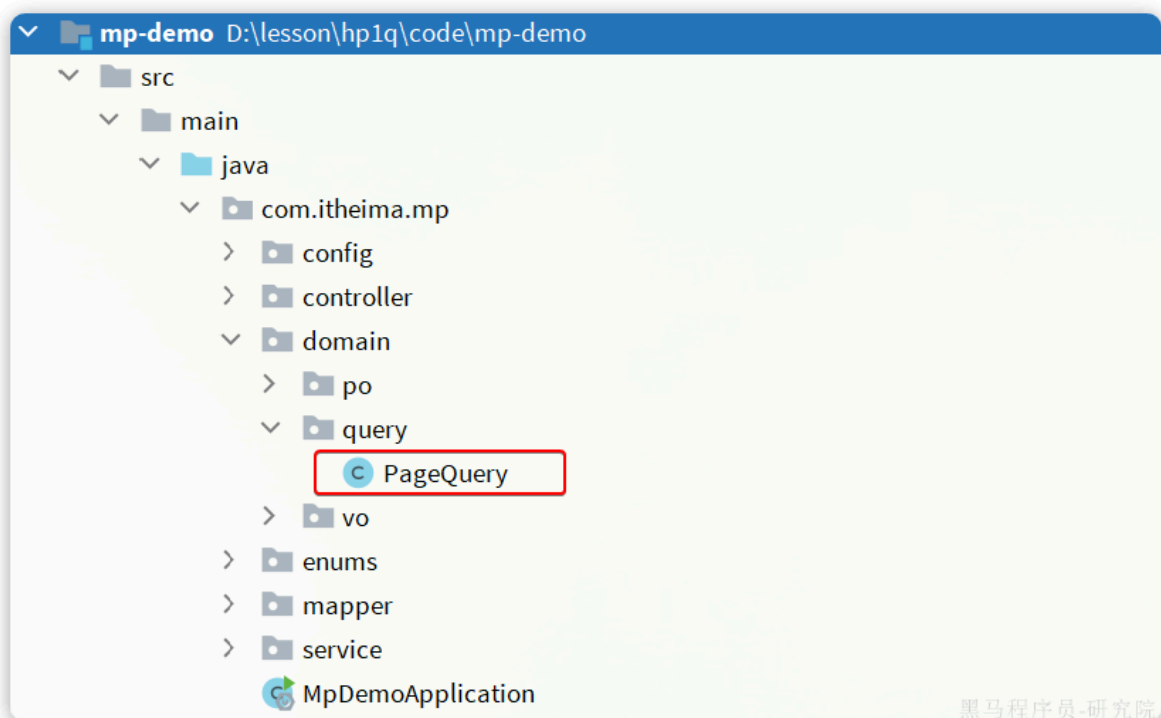 mp-demo D:\lesson\hp1q\code\mp-demo
src
main
java
com.itheima.mp
config
controller
domain
po
query
PageQuery
vo
enums
mapper
service
MpDemoApplication
黑马程序员-研究院